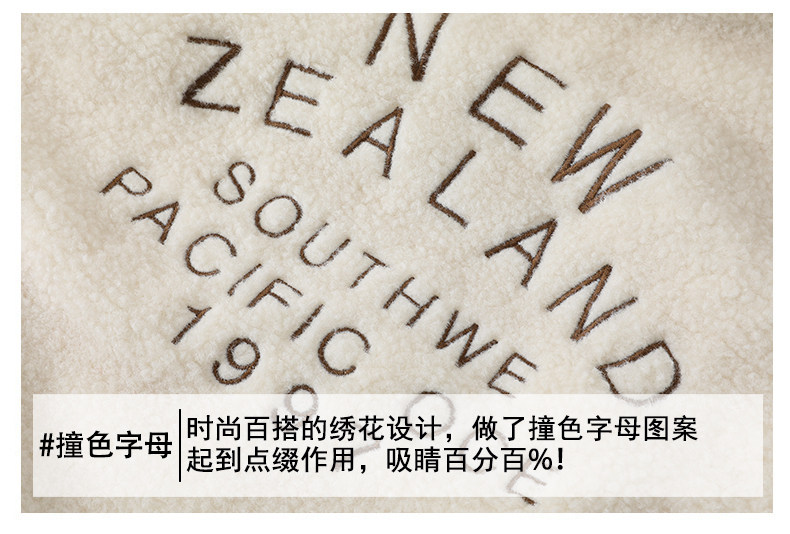 NEW
ZEALAND
SOUTHWE
PACIFIC
199
#撞色字母
时尚百搭的绣花设计，做了撞色字母图案
起到点缀作用，吸睛百分百%!